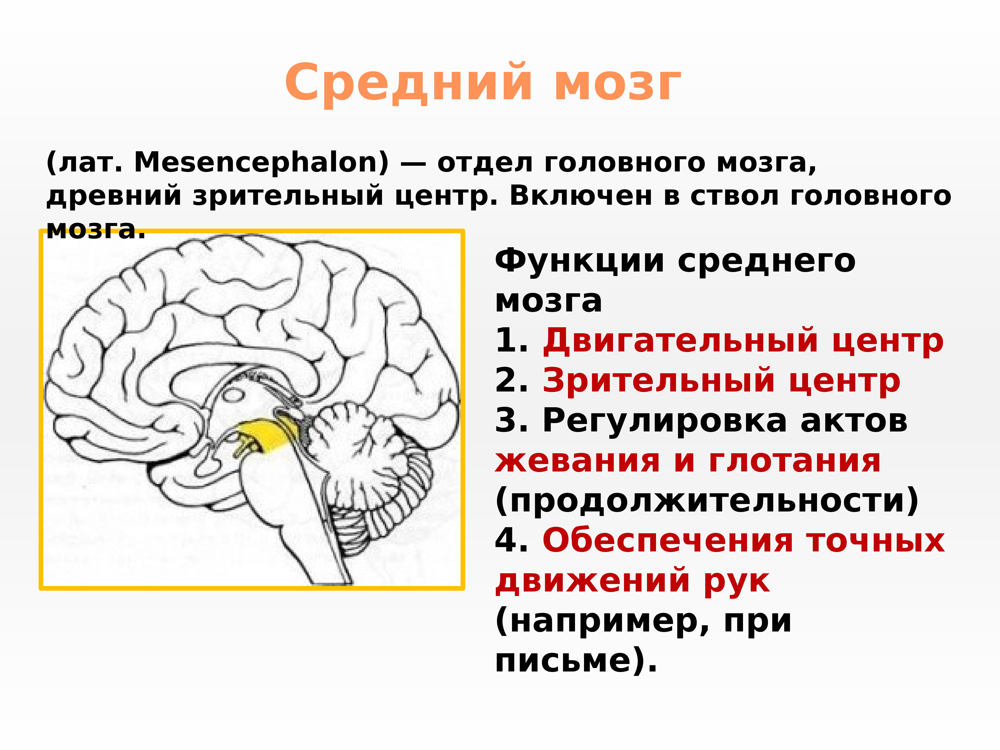 Средний мозг
(лат. Mesencephalon) — отдел головного мозга,
древний зрительный центр. Включен в ствол головного
мозга.
Функции среднего
мозга
1. Двигательный центр
2. Зрительный центр
3. Регулировка актов
жевания и глотания
(продолжительности)
4. Обеспечения точных
движений рук
(например, при
письме).